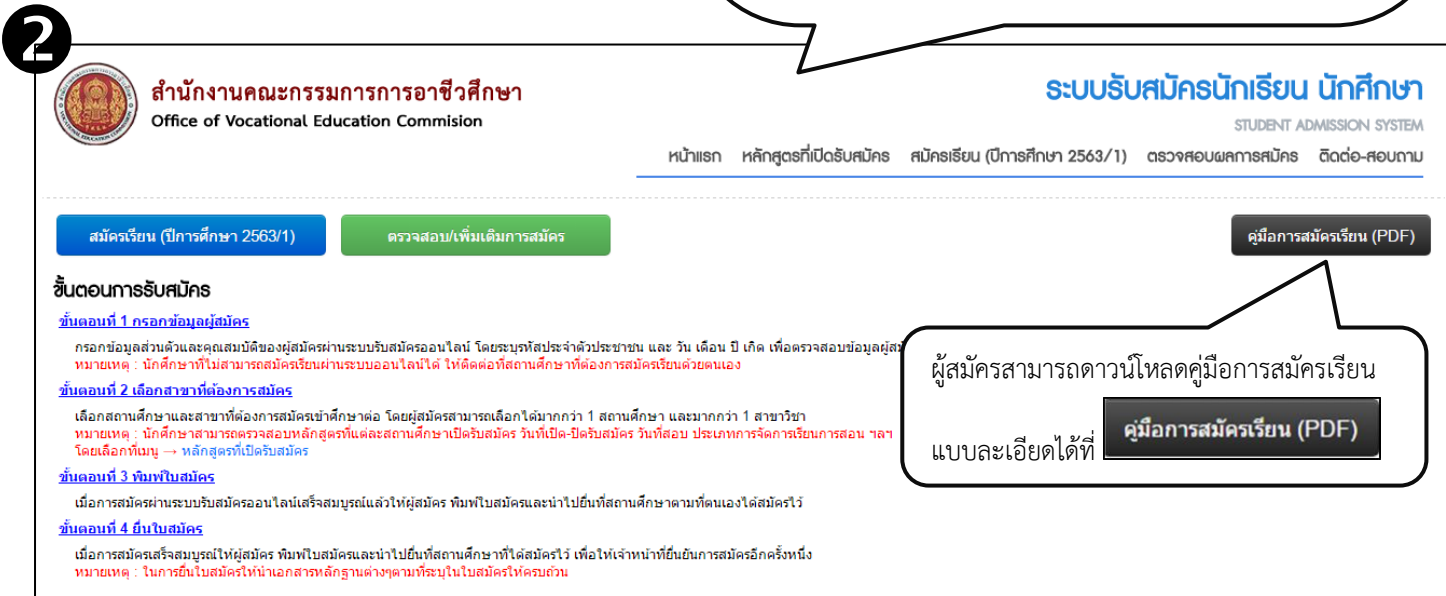 2
สำนักงานคณะกรรมการการอาชีวศึกษา
Office of Vocational Education Commision
ระบบรับสมัครนักเรียน นักศึกษา
STUDENT ADMISSION SYSTEM
หน้าแรก หลักสูตรที่เปิดรับสมัคร สมัครเรียน (ปีการศึกษา 2563/1) ตรวจสอบผลการสมัคร ติดต่อ-สอบถาม
สมัครเรียน (ปีการศึกษา 2563/1) ตรวจสอบ/เพิ่มเติมการสมัคร คู่มือการสมัครเรียน (PDF)
ขั้นตอนการรับสมัคร
ขั้นตอนที่ 1 กรอกข้อมูลผู้สมัคร
กรอกข้อมูลส่วนตัวและคุณสมบัติของผู้สมัครผ่านระบบรับสมัครออนไลน์ โดยระบุรหัสประจำตัวประชาชน และ วัน เดือน ปี เกิด เพื่อตรวจสอบข้อมูล
หมายเหตุ : นักศึกษาที่ไม่สามารถสมัครเรียนผ่านระบบออนไลน์ได้ ให้ติดต่อที่สถานศึกษาที่ต้องการสมัครเรียนด้วยตนเอง
ขั้นตอนที่ 2 เลือกสาขาที่ต้องการสมัคร
เลือกสถานศึกษาและสาขาที่ต้องการสมัครเข้าศึกษาต่อ โดยผู้สมัครสามารถเลือกได้มากกว่า 1 สถานศึกษา และมากกว่า 1 สาขาวิชา
หมายเหตุ : นักศึกษาสามารถตรวจสอบหลักสูตรที่แต่ละสถานศึกษาเปิดรับสมัคร วันที่เปิด-ปิดรับสมัคร วันที่สอบ ประเภทการจัดการเรียนการสอน ฯลฯ
โดยเลือกที่เมนู → หลักสูตรที่เปิดรับสมัคร
ขั้นตอนที่ 3 พิมพ์ใบสมัคร
เมื่อการสมัครผ่านระบบรับสมัครออนไลน์เสร็จสมบูรณ์แล้วให้ผู้สมัคร พิมพ์ใบสมัครและนำไปยื่นที่สถานศึกษาตามที่ตนเองได้สมัครไว้
ขั้นตอนที่ 4 ยื่นใบสมัคร
เมื่อการสมัครเสร็จสมบูรณ์ให้ผู้สมัคร พิมพ์ใบสมัครและนำไปยื่นที่สถานศึกษาที่ได้สมัครไว้ เพื่อให้เจ้าหน้าที่ยืนยันการสมัครอีกครั้งหนึ่ง
หมายเหตุ : ในการยื่นใบสมัครให้นำเอกสารหลักฐานต่างๆตามที่ระบุในใบสมัครให้ครบถ้วน
ผู้สมัครสามารถดาวน์โหลดคู่มือการสมัครเรียน
แบบละเอียดได้ที่ คู่มือการสมัครเรียน (PDF)